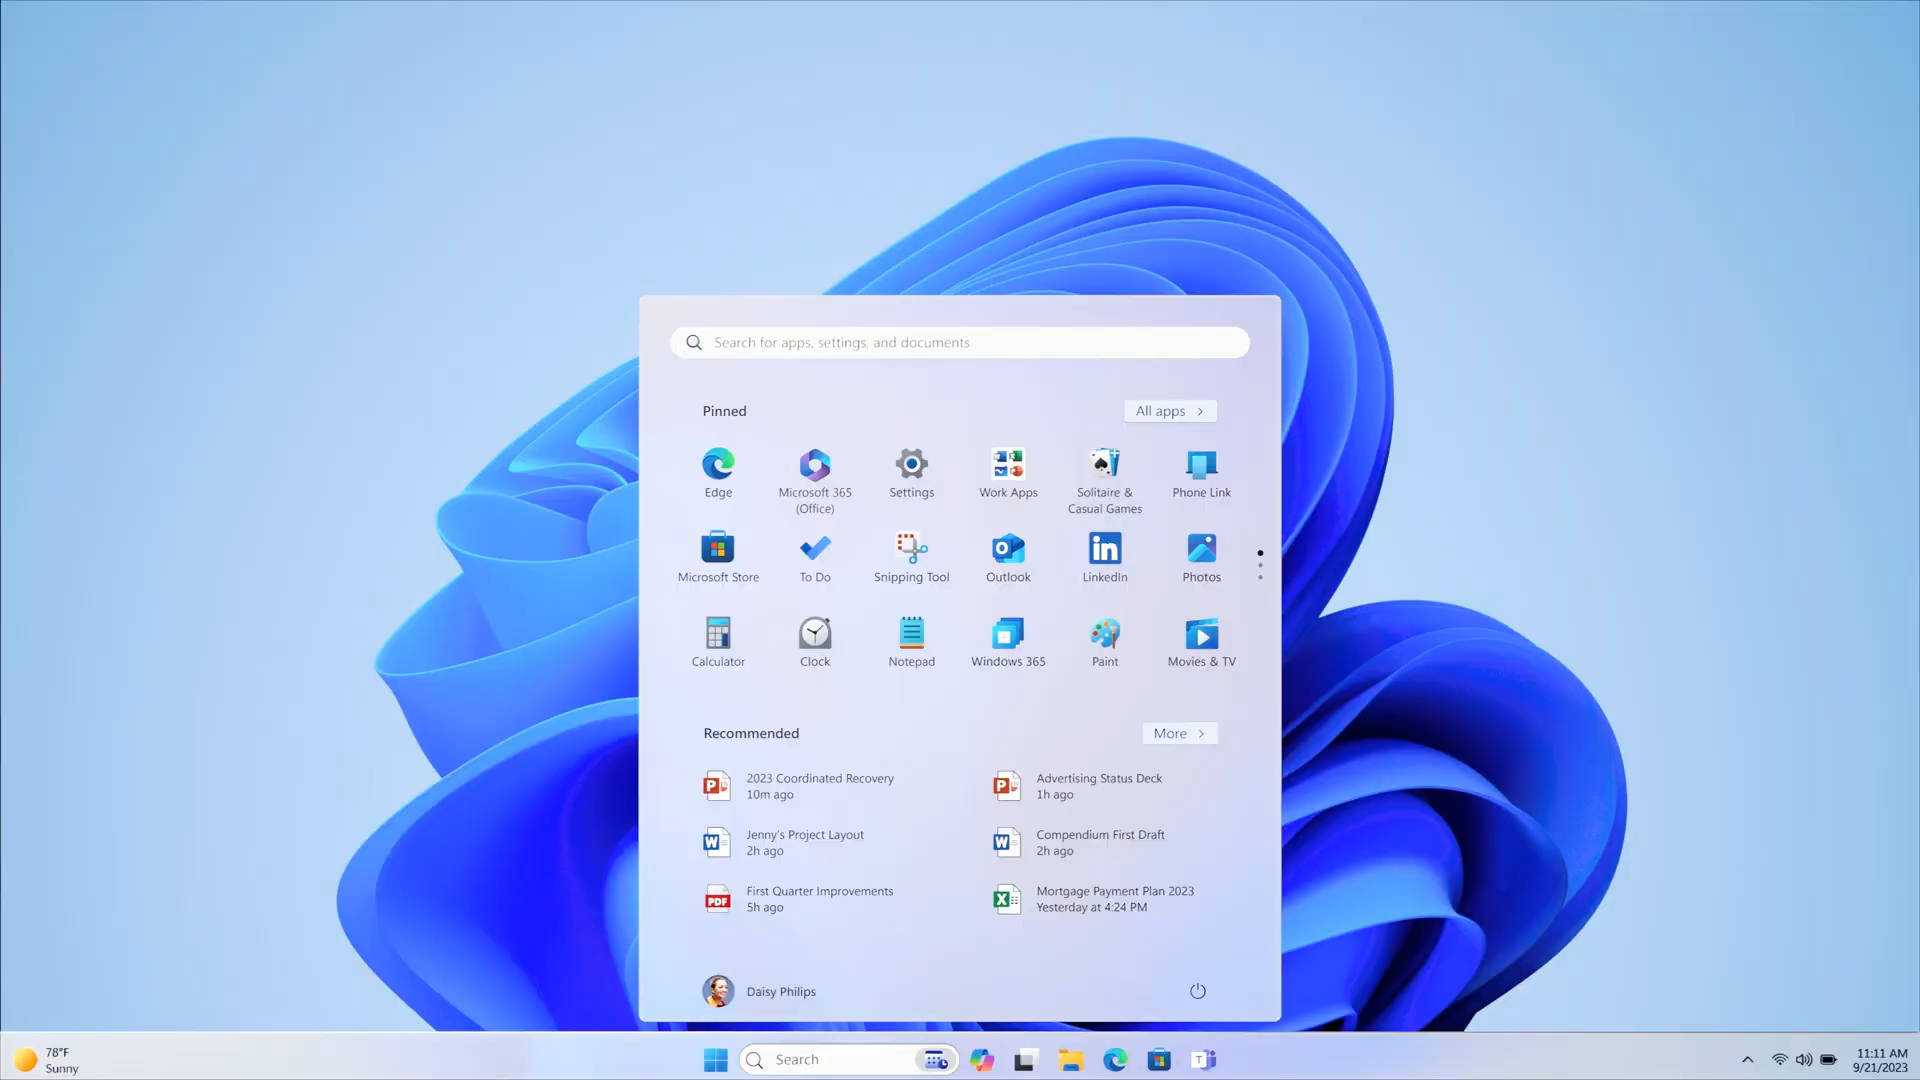 Search for apps, settings, and documents
Pinned
All apps
Edge
Microsoft 365
(Office)
Settings
Work Apps
Solitaire &
Casual Games
Phone Link
Microsoft Store
To Do
Snipping Tool
Outlook
LinkedIn
Photos
Calculator
Clock
Notepad
Windows 365
Paint
Movies & TV
Recommended
More
2023 Coordinated Recovery
10m ago
Advertising Status Deck
1h ago
Jenny's Project Layout
2h ago
Compendium First Draft
2h ago
First Quarter Improvements
5h ago
Mortgage Payment Plan 2023
Yesterday at 4:24 PM
Daisy Philips
78°F
Sunny
Search
11:11 AM
9/21/2023